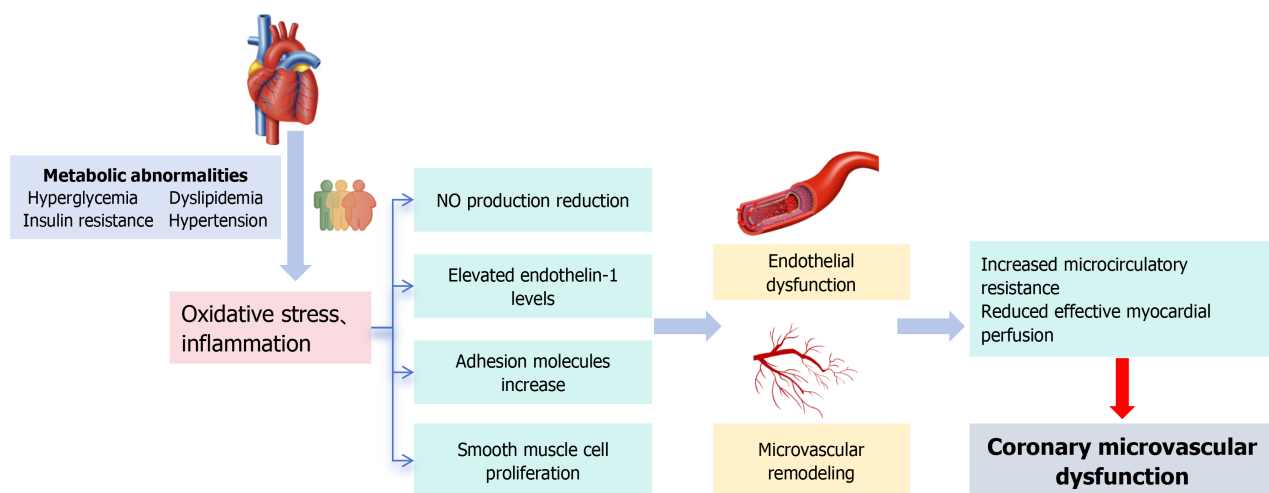 Metabolic abnormalities
Hyperglycemia Dyslipidemia
Insulin resistance Hypertension
Oxidative stress、
inflammation
NO production reduction
Elevated endothelin-1
levels
Adhesion molecules
increase
Smooth muscle cell
proliferation
Endothelial
dysfunction
Microvascular
remodeling
Increased microcirculatory
resistance
Reduced effective myocardial
perfusion
Coronary microvascular
dysfunction